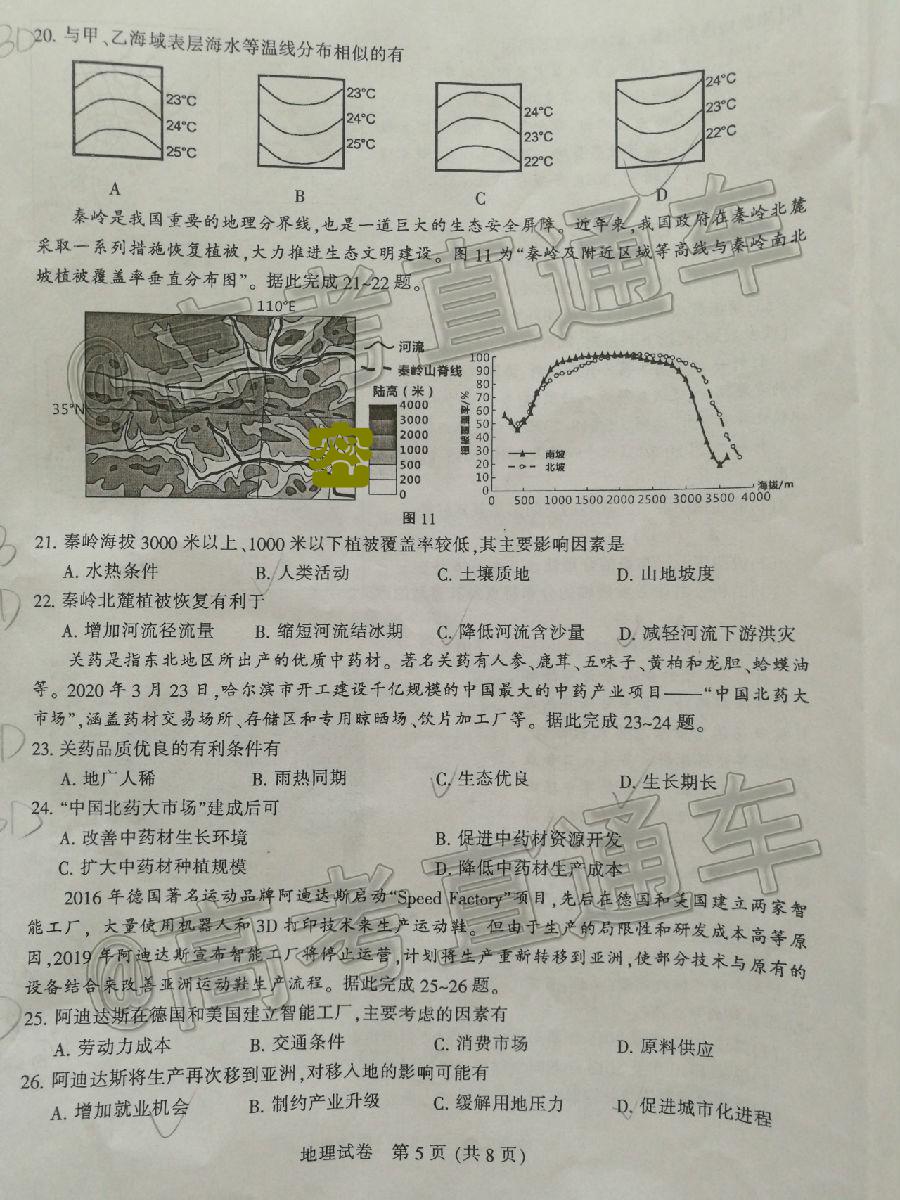 20. 与甲、乙海域表层海水等温线分布相似的有
23°C
24°C
25°C
A
23°C
24°C
25°C
B
24°C
23°C
22°C
C
24°C
23°C
22°C
D
秦岭是我国重要的地理分界线,也是一道巨大的生态安全屏障。近年来,我国政府在秦岭北麓
采取一系列措施恢复植被,大力推进生态文明建设。图 11 为“秦岭及附近区域等高线与秦岭南北
坡植被覆盖率垂直分布图”。据此完成 21~22 题。
110°E
35°N
河流
秦岭山脊线
陆高（米）
4000
3000
2000
1000
500
200
0
植被覆盖率/%
100
90
80
70
60
50
40
30
20
10
0
南坡
北坡
0 500 1000 1500 2000 2500 3000 3500 4000
海拔/m
图 11
21. 秦岭海拔 3000 米以上、1000 米以下植被覆盖率较低,其主要影响因素是
A. 水热条件 B. 人类活动 C. 土壤质地 D. 山地坡度
22. 秦岭北麓植被恢复有利于
A. 增加河流径流量 B. 缩短河流结冰期 C. 降低河流含沙量 D. 减轻河流下游洪灾
关药是指东北地区所出产的优质中药材。著名关药有人参、鹿茸、五味子、黄柏和龙胆、蛤蟆油
等。2020 年 3 月 23 日,哈尔滨市开工建设千亿规模的中国最大的中药产业项目——“中国北药大
市场”,涵盖药材交易场所、存储区和专用晾晒场、饮片加工厂等。据此完成 23~24 题。
23. 关药品质优良的有利条件有
A. 地广人稀 B. 雨热同期 C. 生态优良 D. 生长期长
24. “中国北药大市场”建成后可
A. 改善中药材生长环境 B. 促进中药材资源开发
C. 扩大中药材种植规模 D. 降低中药材生产成本
2016 年德国著名运动品牌阿迪达斯启动“Speed Factory”项目,先后在德国和美国建立两家智
能工厂，大量使用机器人和 3D 打印技术来生产运动鞋。但由于生产的局限性和研发成本高等原
因,2019 年阿迪达斯宣布智能工厂将停止运营,计划将生产重新转移到亚洲,使部分技术与原有的
设备结合来改善亚洲运动鞋生产流程。据此完成 25~26 题。
25. 阿迪达斯在德国和美国建立智能工厂,主要考虑的因素有
A. 劳动力成本 B. 交通条件 C. 消费市场 D. 原料供应
26. 阿迪达斯将生产再次移到亚洲,对移入地的影响可能有
A. 增加就业机会 B. 制约产业升级 C. 缓解用地压力 D. 促进城市化进程
地理试卷 第 5 页 (共 8 页)
@高考直通车
@高考直通车